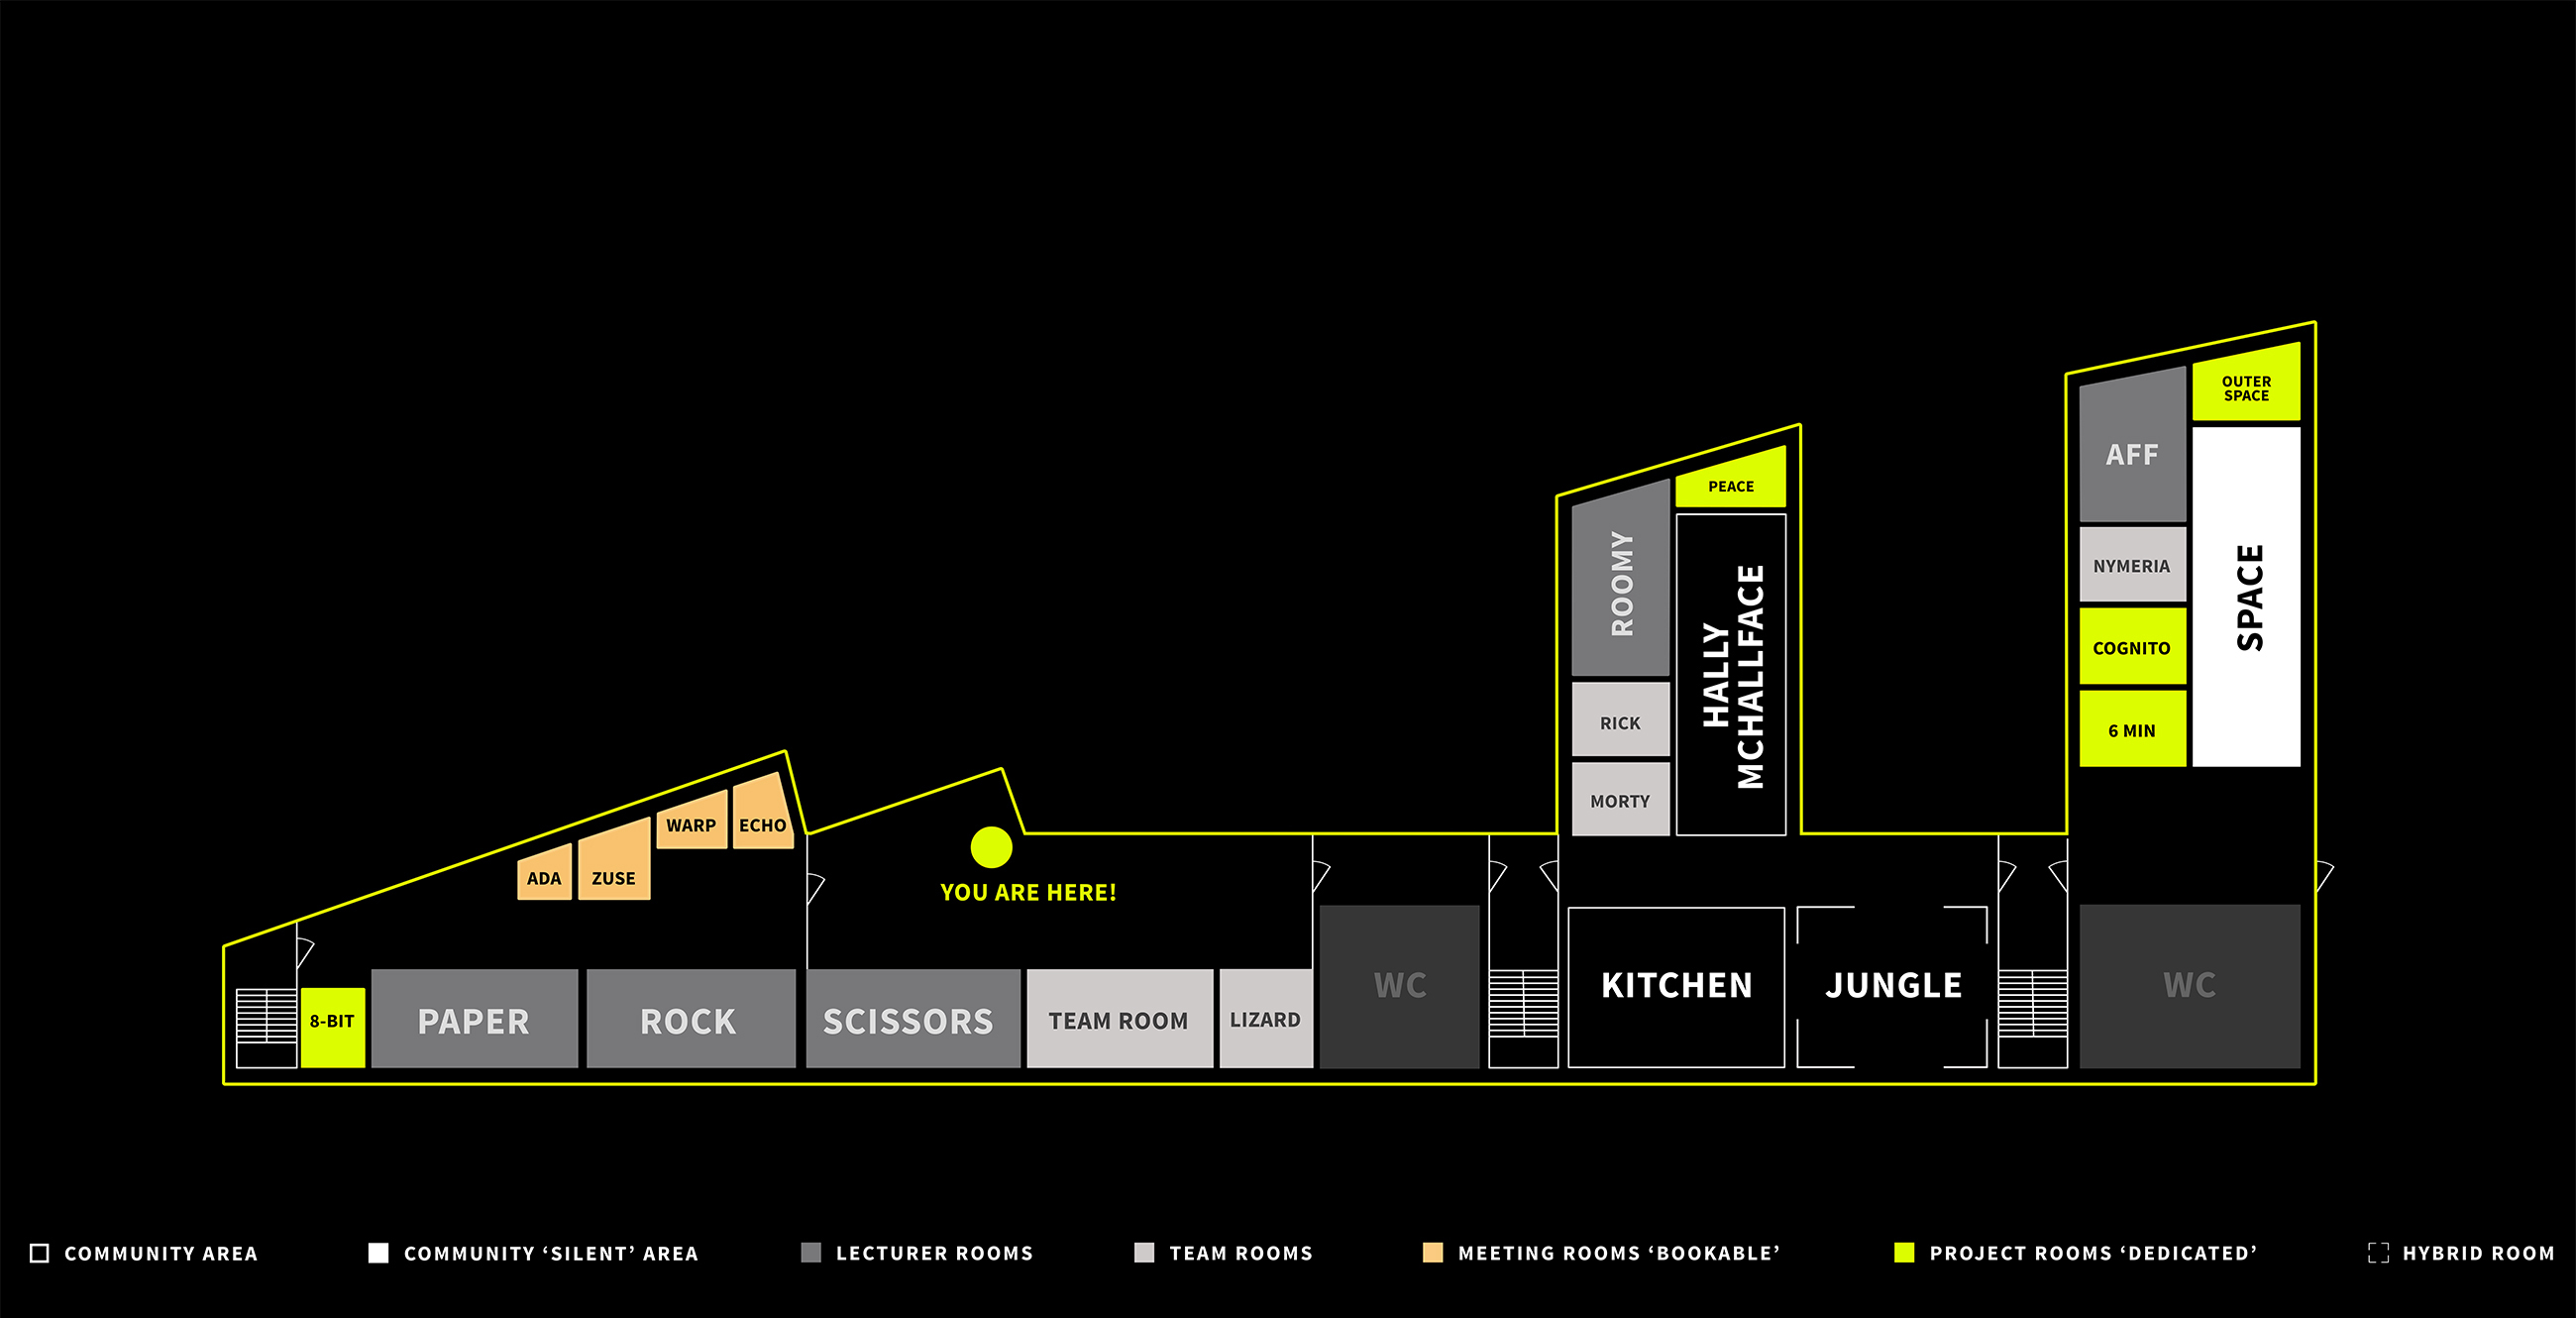 OUTER
SPACE
AFF
PEACE
ROOMY
HALLY
MCHALLFACE
NYMERIA
SPACE
COGNITO
RICK
6 MIN
MORTY
WARP
ECHO
ADA
ZUSE
YOU ARE HERE!
8-BIT
PAPER
ROCK
SCISSORS
TEAM ROOM
LIZARD
WC
KITCHEN
JUNGLE
WC
COMMUNITY AREA
COMMUNITY ‘SILENT’ AREA
LECTURER ROOMS
TEAM ROOMS
MEETING ROOMS ‘BOOKABLE’
PROJECT ROOMS ‘DEDICATED’
HYBRID ROOM